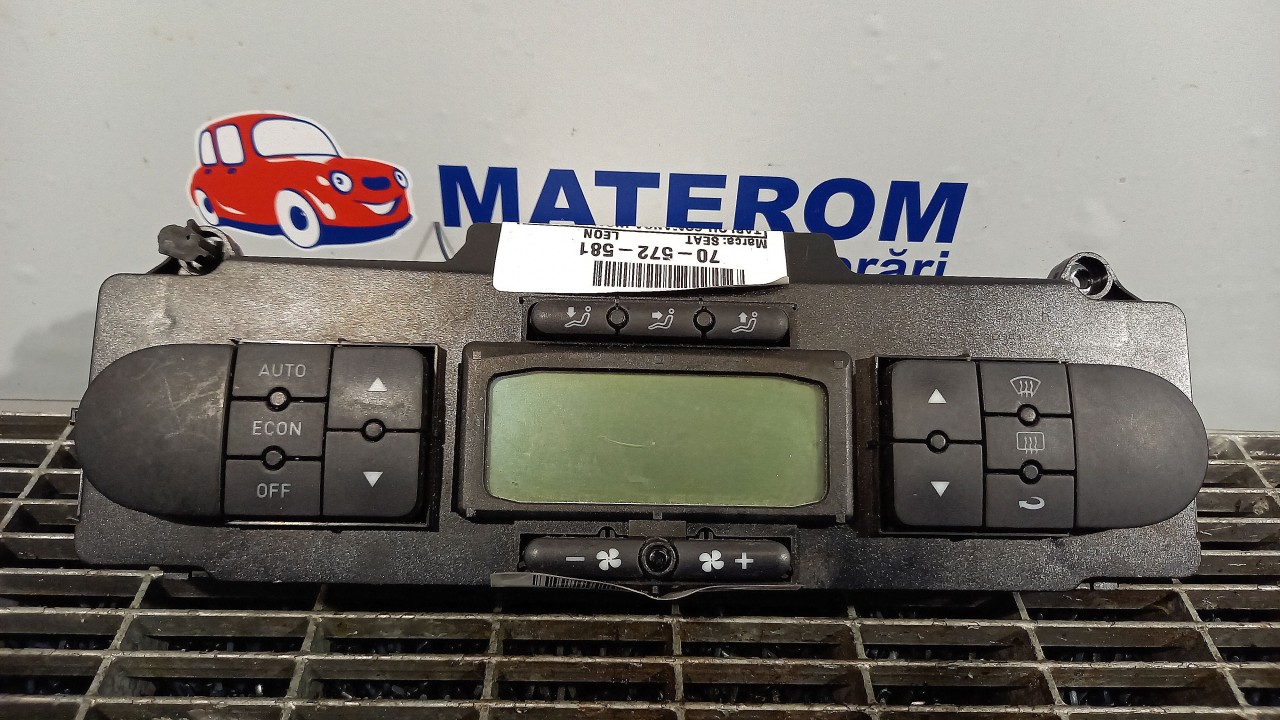 MATEROM
70-572-581
Marca: SEAT
LEON
AUTO
ECON
OFF
- +